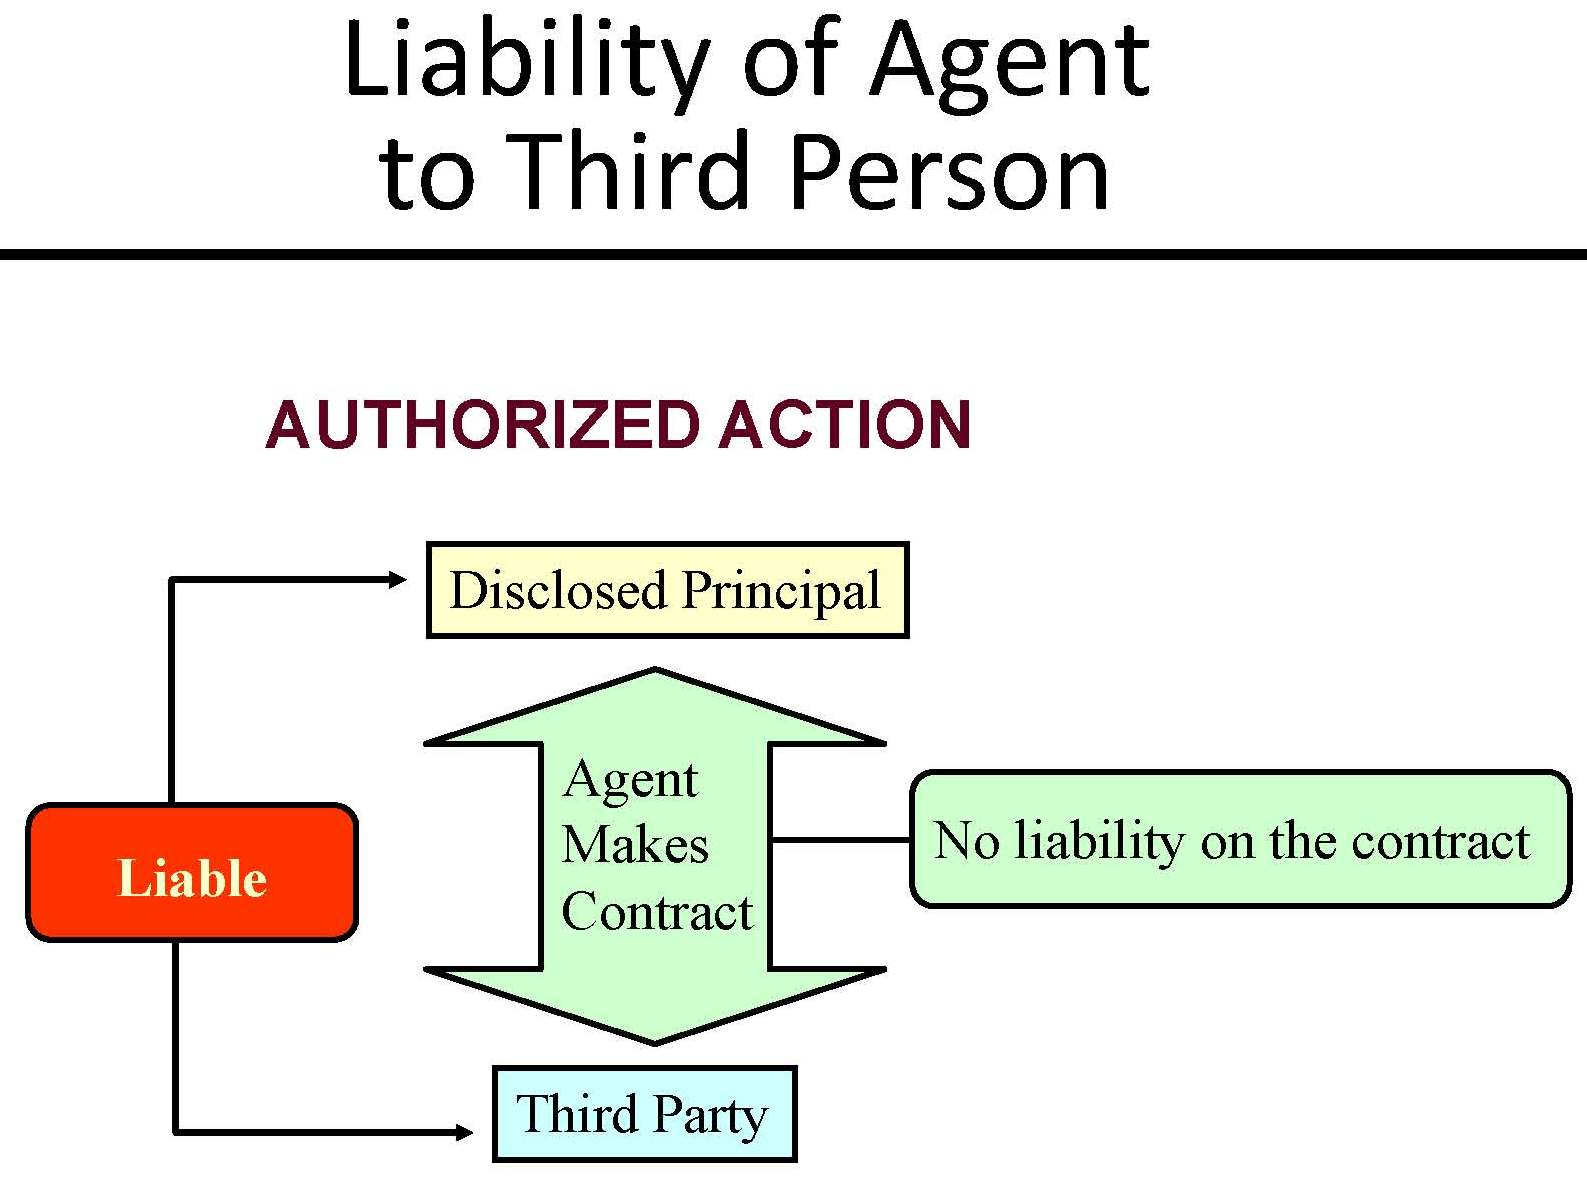 Liability of Agent
to Third Person
AUTHORIZED ACTION
Disclosed Principal
Agent
Makes
Contract
No liability on the contract
Liable
Third Party